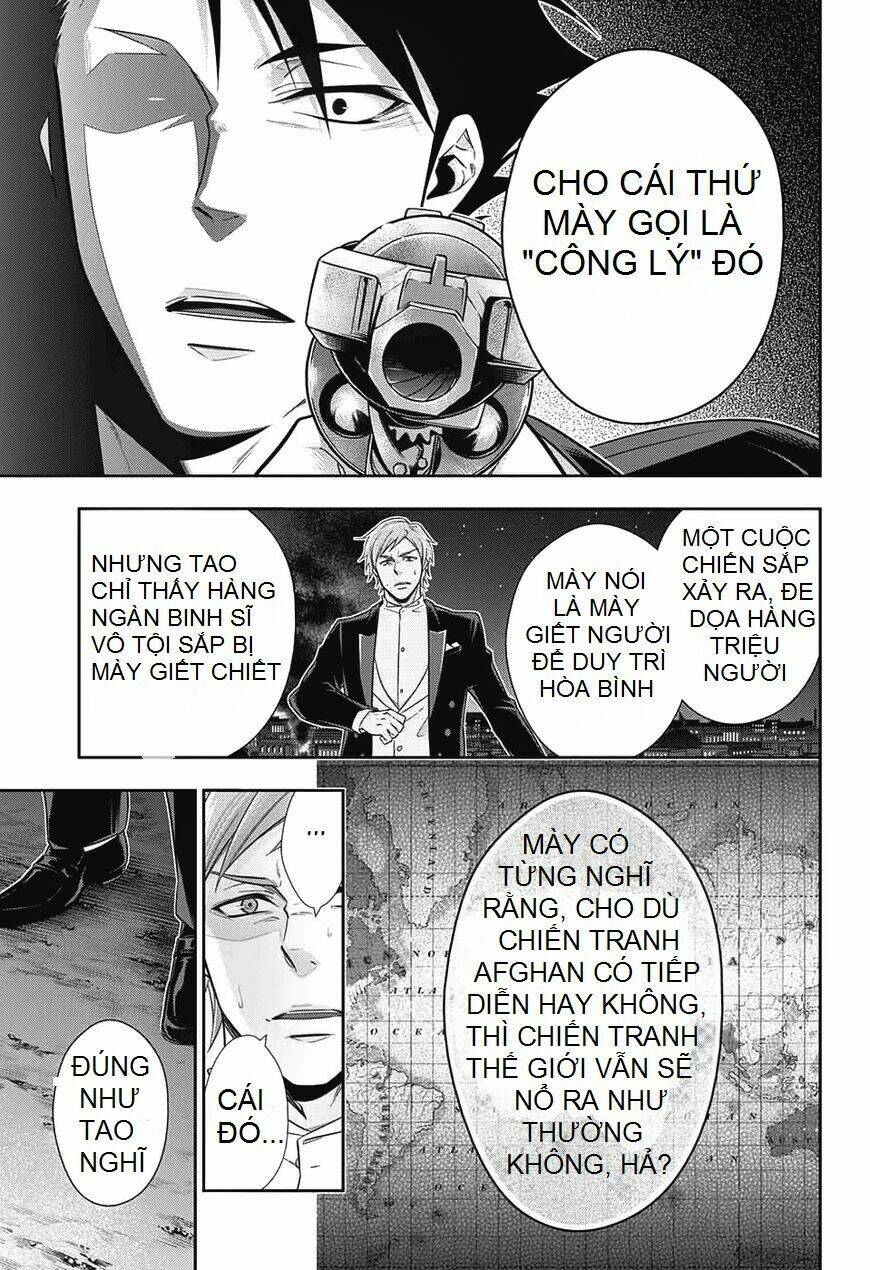 CHO CÁI THỨ
MÀY GỌI LÀ
"CÔNG LÝ" ĐÓ
MỘT CUỘC
CHIẾN SẮP
XẢY RA, ĐE
DỌA HÀNG
TRIỆU
NGƯỜI
MÀY NÓI
LÀ MÀY
GIẾT NGƯỜI
ĐỂ DUY TRÌ
HÒA BÌNH
NHƯNG TAO
CHỈ THẤY HÀNG
NGÀN BINH SĨ
VÔ TỘI SẮP BỊ
MÀY GIẾT CHIẾT
MÀY CÓ
TỪNG NGHĨ
RẰNG, CHO DÙ
CHIẾN TRANH
AFGHAN CÓ TIẾP
DIỄN HAY KHÔNG,
THÌ CHIẾN TRANH
THẾ GIỚI VẪN SẼ
NỔ RA NHƯ
THƯỜNG
KHÔNG, HẢ?
GREENLAND
OCEAN
...
CÁI
ĐÓ...
ĐÚNG
NHƯ
TAO
NGHĨ